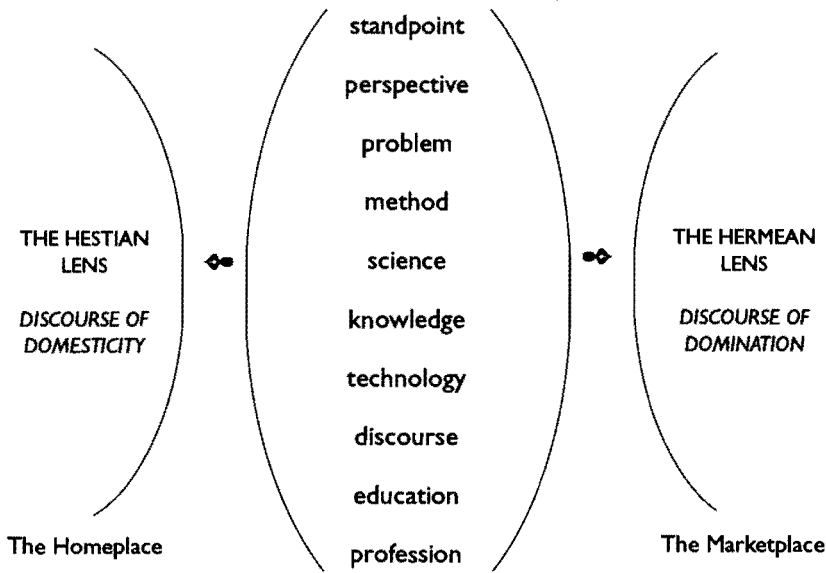 standpoint
perspective
problem
method
THE HESTIAN
LENS
science
THE HERMEAN
LENS
DISCOURSE OF
DOMESTICITY
knowledge
DISCOURSE OF
DOMINATION
technology
discourse
education
The Homeplace
profession
The Marketplace